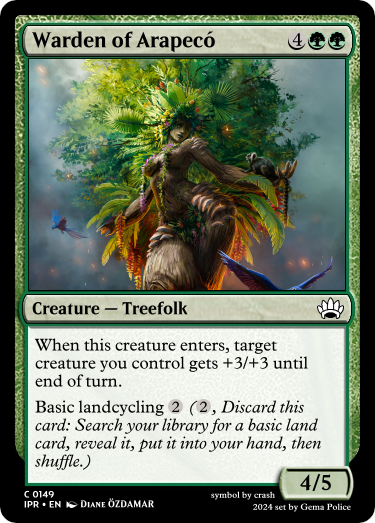 Warden of Arapecó 4
Creature — Treefolk
When this creature enters, target
creature you control gets +3/+3 until
end of turn.
Basic landcycling 2 (2, Discard this
card: Search your library for a basic land
card, reveal it, put it into your hand, then
shuffle.)
4/5
C 0149
IPR • EN Diane ÖZDAMAR
symbol by crash
2024 set by Gema Police